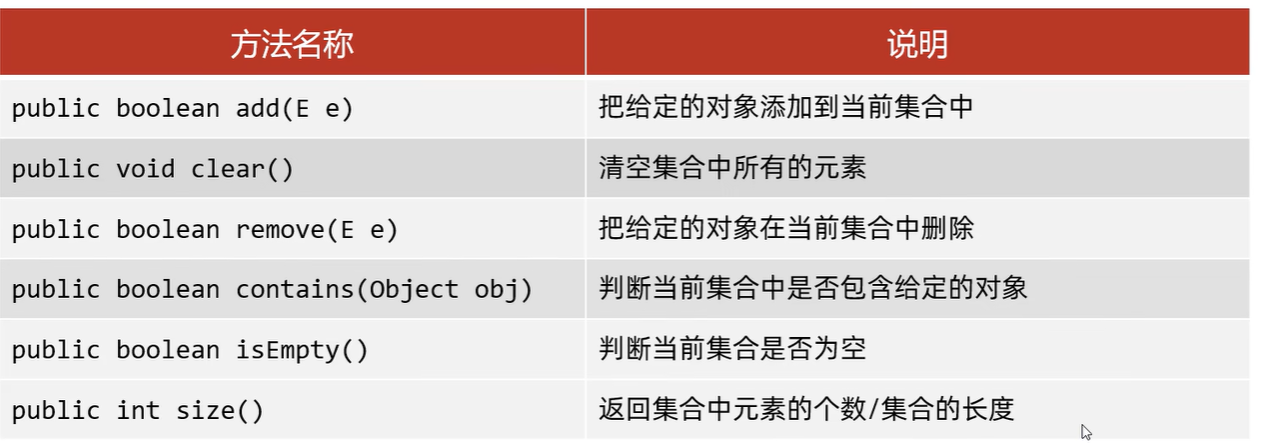 方法名称 说明
public boolean add(E e) 把给定的对象添加到当前集合中
public void clear() 清空集合中所有的元素
public boolean remove(E e) 把给定的对象在当前集合中删除
public boolean contains(Object obj) 判断当前集合中是否包含给定的对象
public boolean isEmpty() 判断当前集合是否为空
public int size() 返回集合中元素的个数/集合的长度